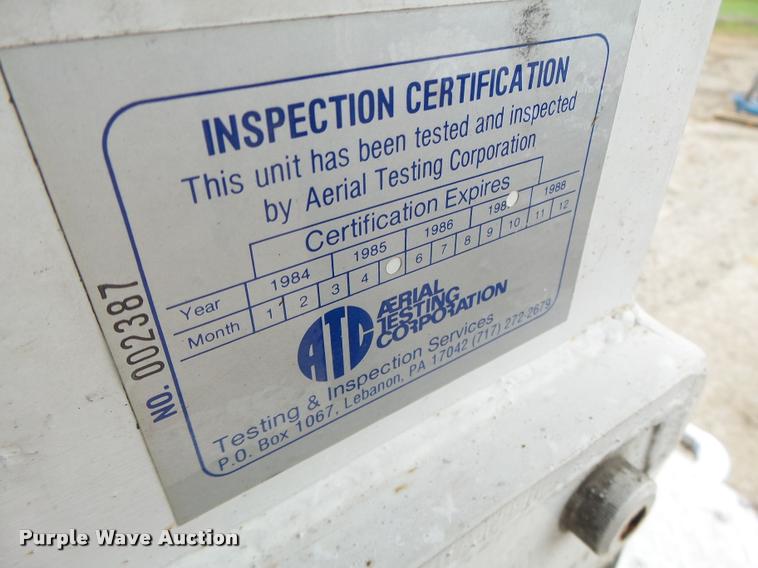 INSPECTION CERTIFICATION
This unit has been tested and inspected
by Aerial Testing Corporation
Certification Expires
Year 1984 1985 1986 198 1988
Month 1 2 3 4 6 7 8 9 10 11 12
NO. 002387
ATC
AERIAL
TESTING
CORPORATION
Testing & Inspection Services
P.O. Box 1067, Lebanon, PA 17042 (717) 272-2679
Purple Wave Auction